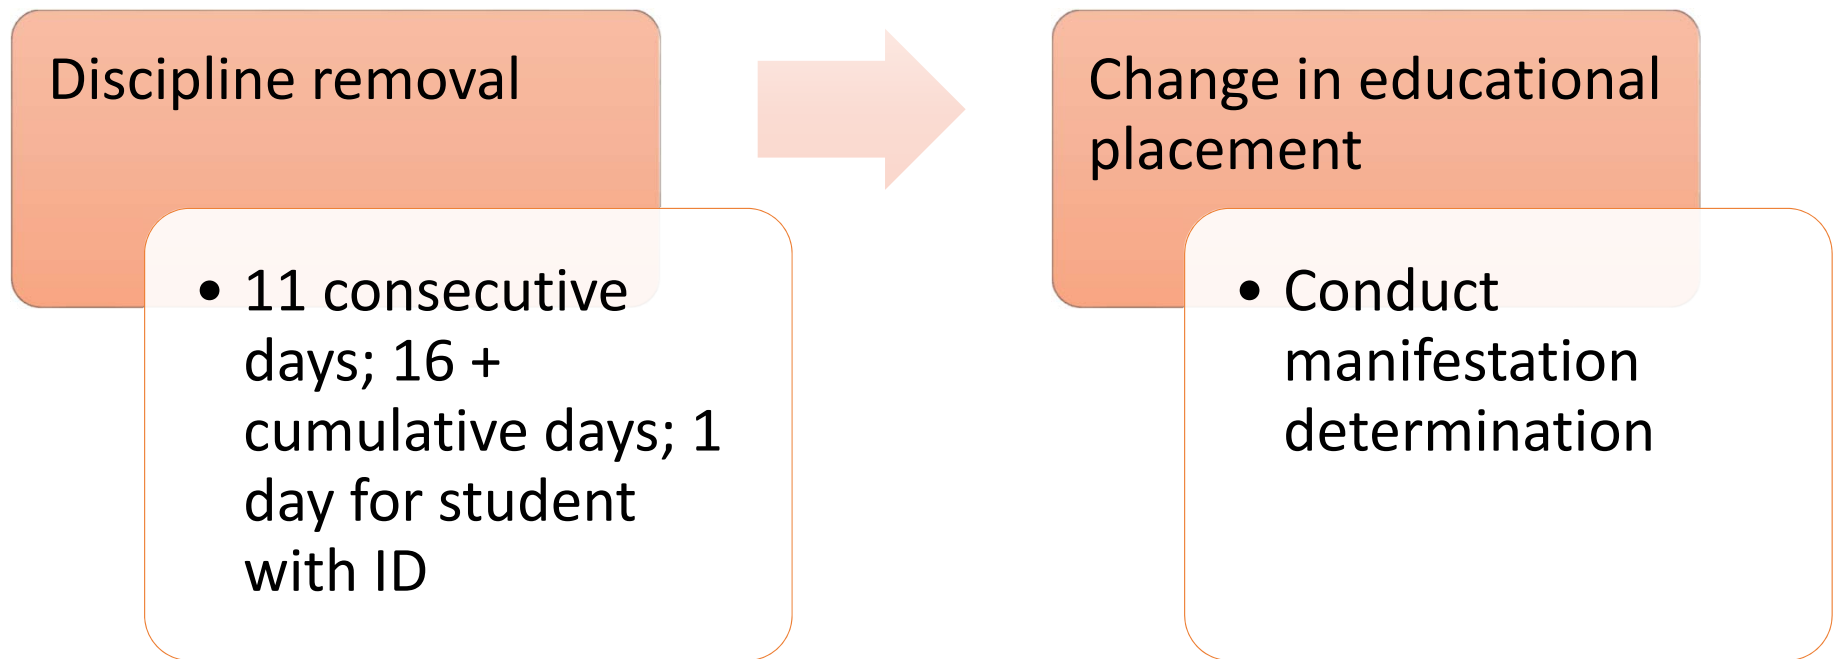 Discipline removal
• 11 consecutive
days; 16 +
cumulative days; 1
day for student
with ID
Change in educational
placement
• Conduct
manifestation
determination